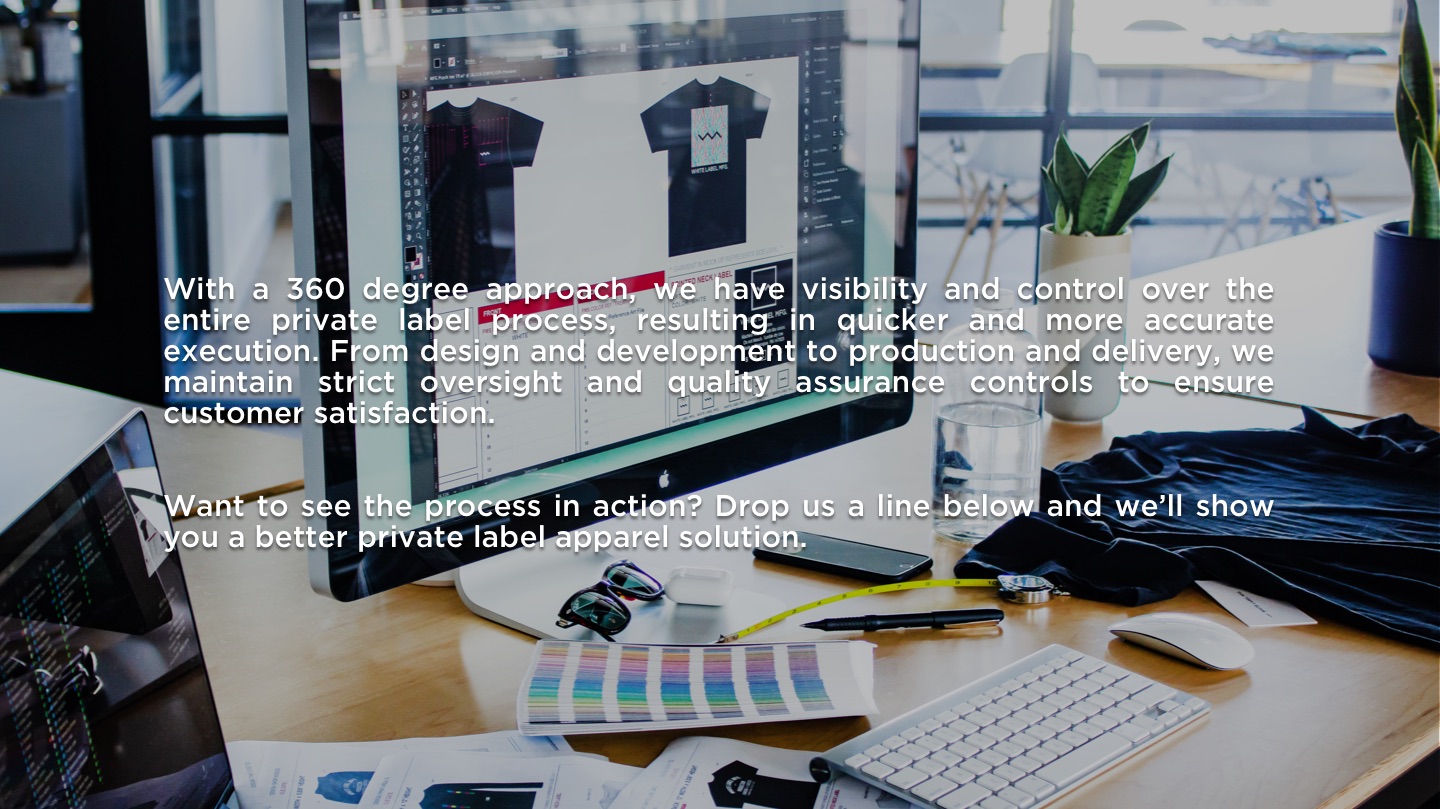 WHITE LABEL MFG.
With a 360 degree approach, we have visibility and control over the
entire private label process, resulting in quicker and more accurate
execution. From design and development to production and delivery, we
maintain strict oversight and quality assurance controls to ensure
customer satisfaction.
Want to see the process in action? Drop us a line below and we’ll show
you a better private label apparel solution.